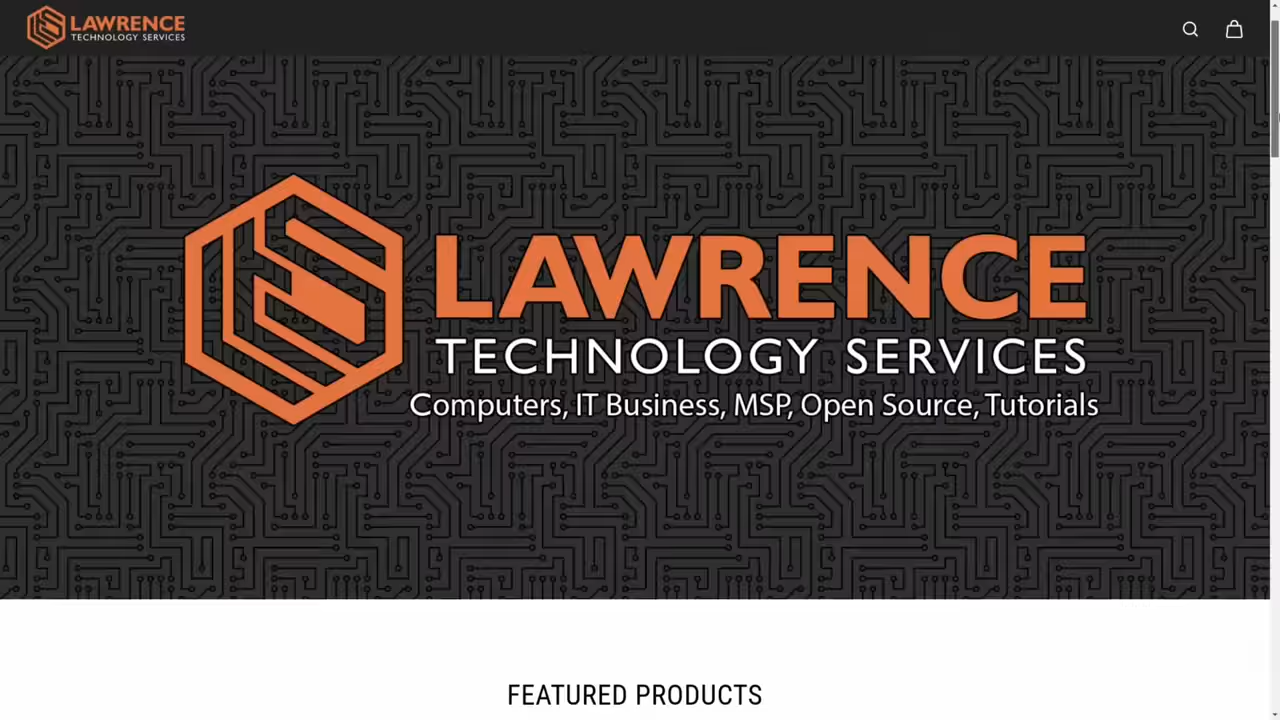 LAWRENCE
TECHNOLOGY SERVICES
LAWRENCE
TECHNOLOGY SERVICES
Computers, IT Business, MSP, Open Source, Tutorials
FEATURED PRODUCTS